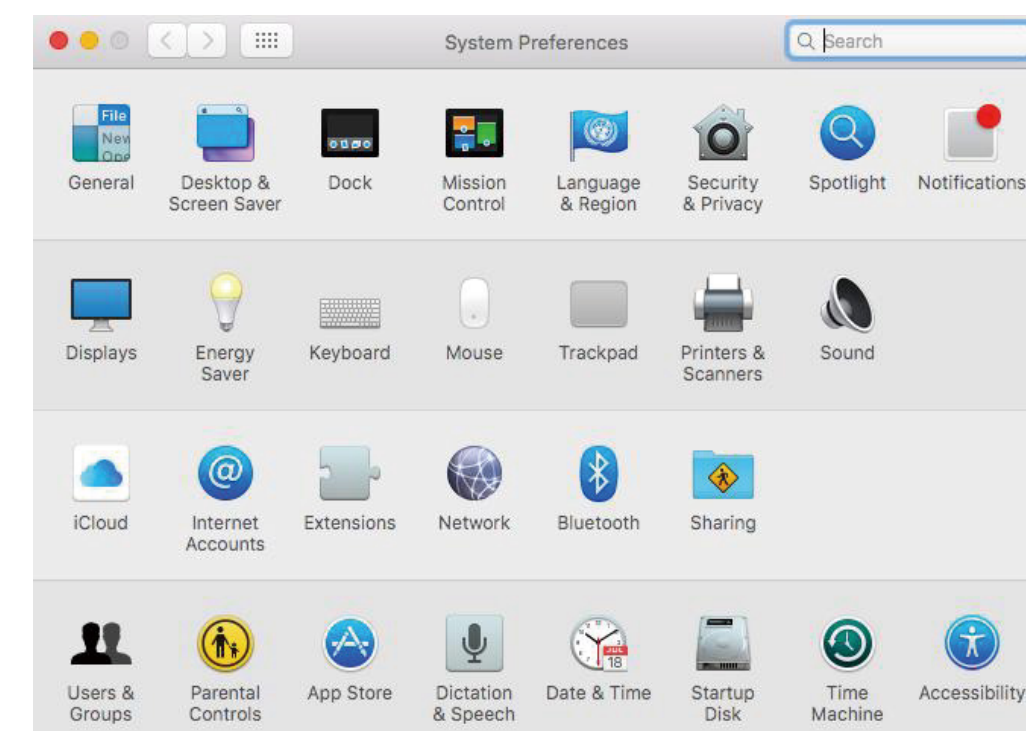 System Preferences
Search
File
New
Ope
General
Desktop &
Screen Saver
Dock
Mission
Control
Language
& Region
Security
& Privacy
Spotlight
Notifications
Displays
Energy
Saver
Keyboard
Mouse
Trackpad
Printers &
Scanners
Sound
iCloud
@
Internet
Accounts
Extensions
Network
Bluetooth
Sharing
JUL
18
Users &
Groups
Parental
Controls
App Store
Dictation
& Speech
Date & Time
Startup
Disk
Time
Machine
Accessibility